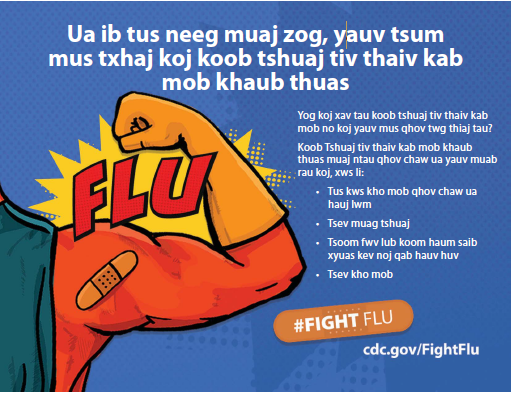 Ua ib tus neeg muaj zog, yauv tsum
mus txhaj koj koob tshuaj tiv thaiv kab
mob khaub thuas
Yog koj xav tau koob tshuaj tiv thaiv kab
mob no koj yauv mus qhov twg thiaj tau?
Koob Tshuaj tiv thaiv kab mob khaub
thuas muaj ntau qhov chaw ua yauv muab
rau koj, xws li:
• Tus kws kho mob qhov chaw ua
hauj lwm
• Tsev muag tshuaj
• Tsoom fwv lub koom haum saib
xyuas kev noj qab hauv huv
• Tsev kho mob
FLU
#FIGHT FLU
cdc.gov/FightFlu